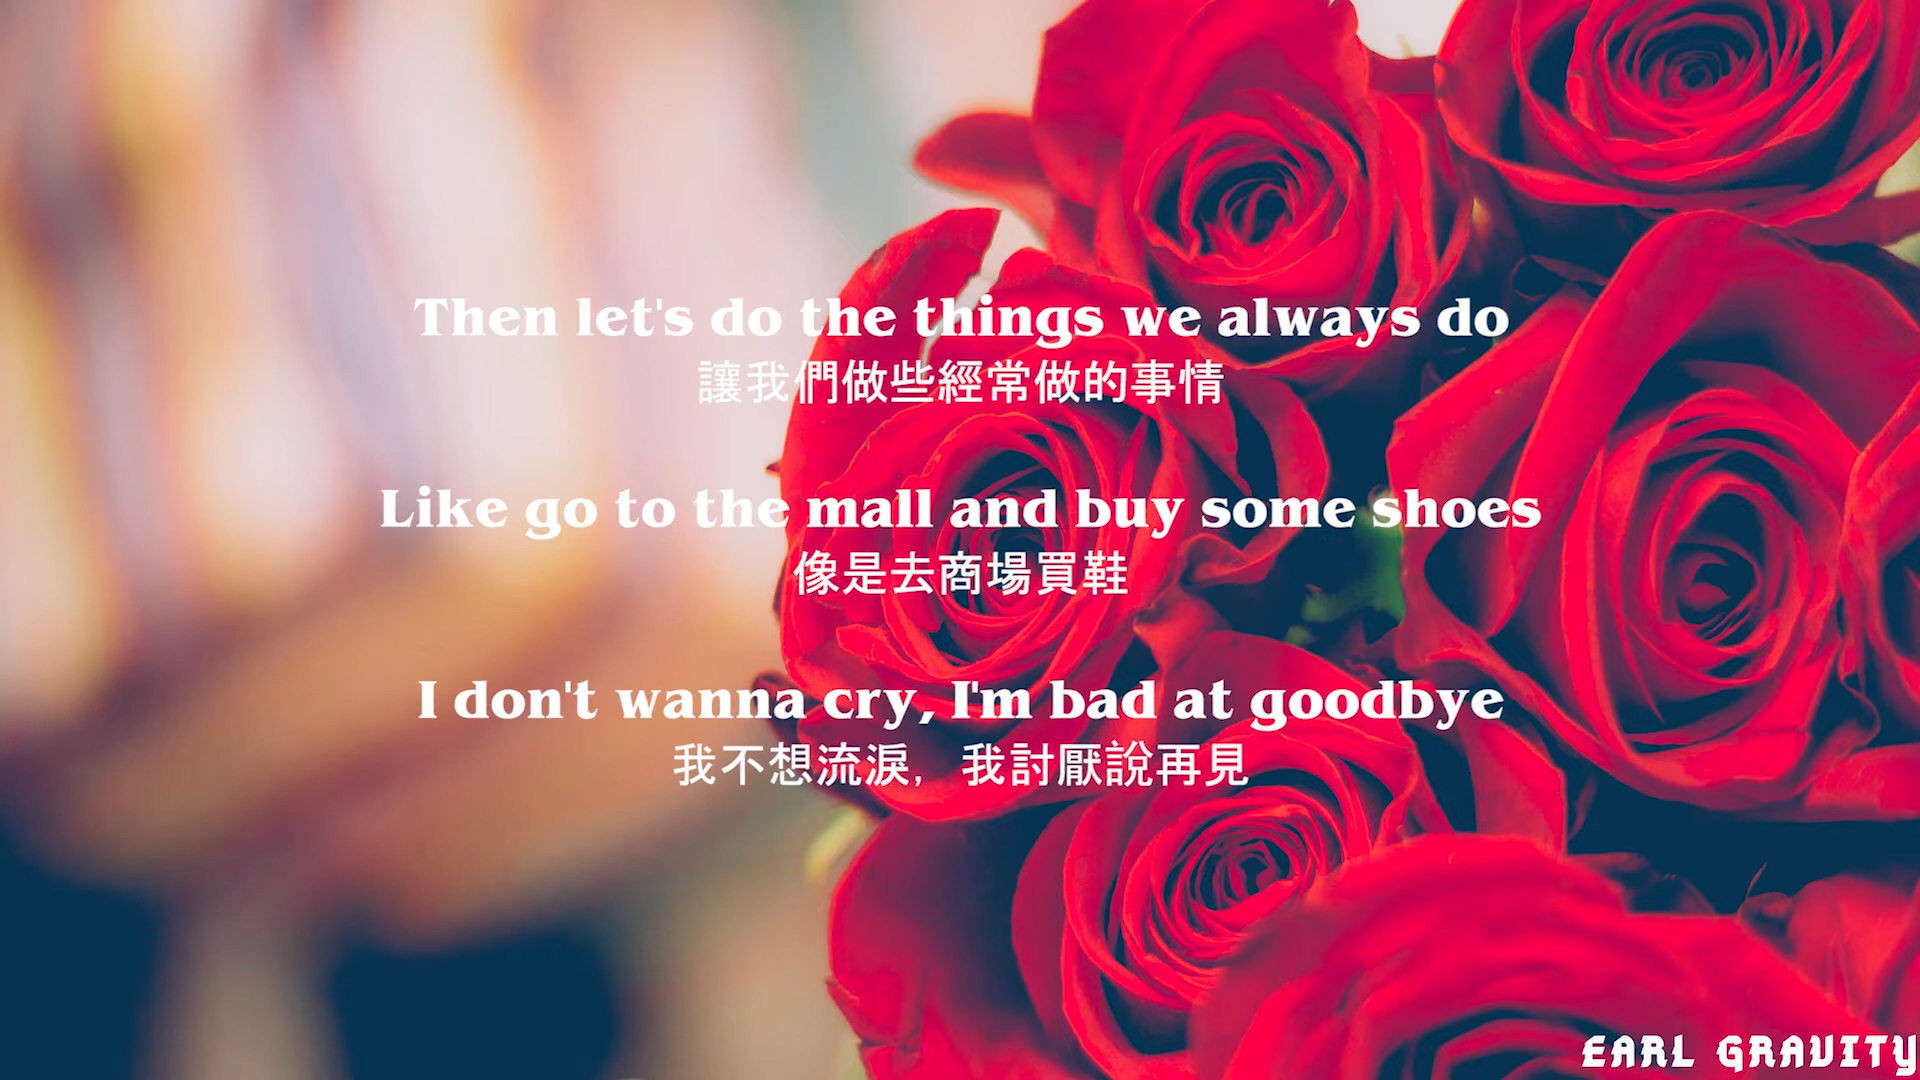 Then let's do the things we always do
讓我們做些經常做的事情
Like go to the mall and buy some shoes
像是去商場買鞋
I don't wanna cry, I'm bad at goodbye
我不想流淚，我討厭說再見
EARL GRAVITY